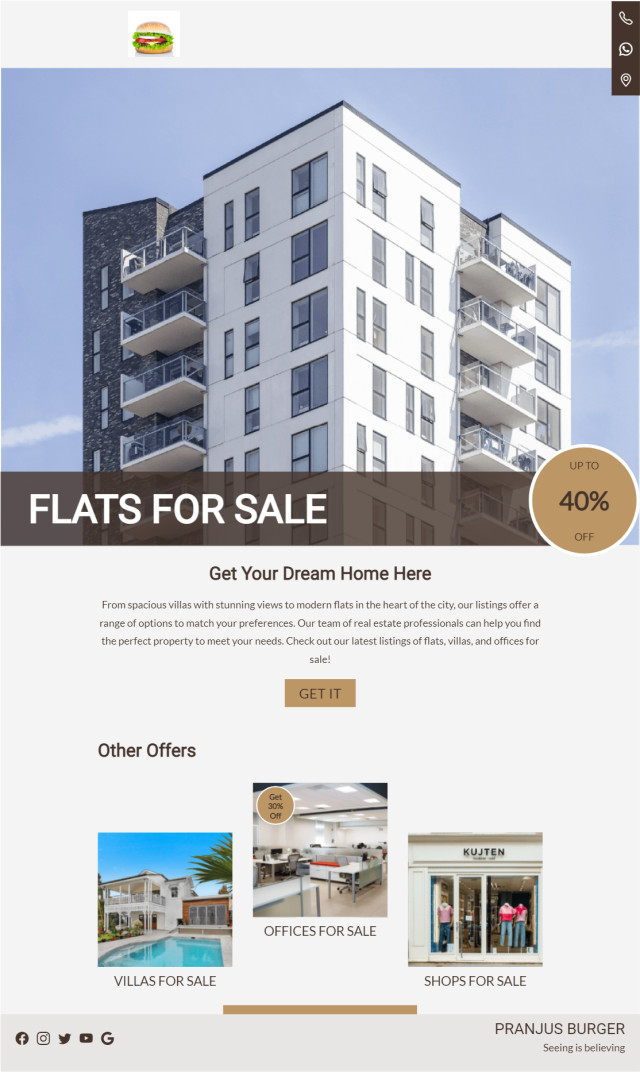 FLATS FOR SALE
UP TO
40%
OFF
Get Your Dream Home Here
From spacious villas with stunning views to modern flats in the heart of the city, our listings offer a
range of options to match your preferences. Our team of real estate professionals can help you find
the perfect property to meet your needs. Check out our latest listings of flats, villas, and offices for
sale!
GET IT
Other Offers
Get
30%
Off
KUJTEN
OFFICES FOR SALE
VILLAS FOR SALE
SHOPS FOR SALE
PRANJUS BURGER
Seeing is believing